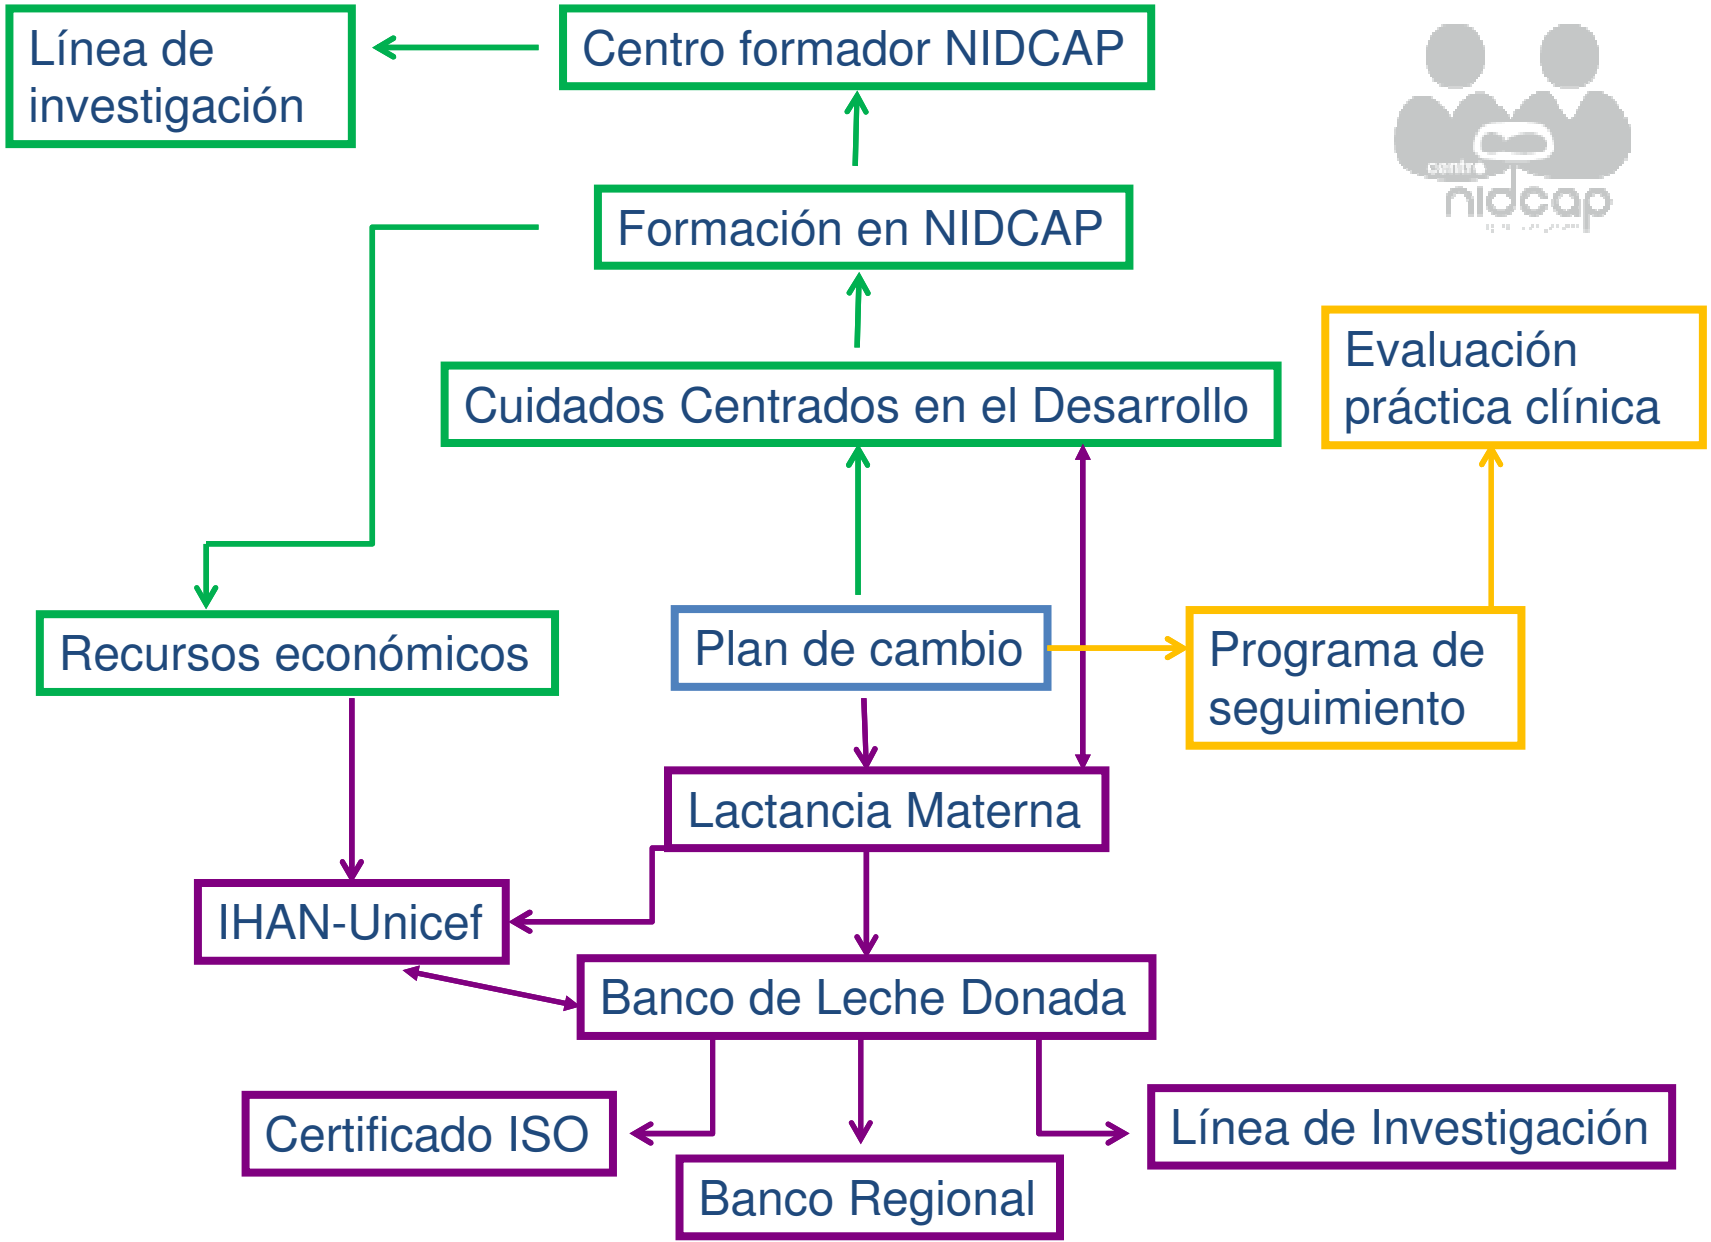 Línea de
investigación
Centro formador NIDCAP
centro
nidcap
Formación en NIDCAP
Evaluación
práctica clínica
Cuidados Centrados en el Desarrollo
Recursos económicos
Plan de cambio
Programa de
seguimiento
Lactancia Materna
IHAN-Unicef
Banco de Leche Donada
Certificado ISO
Línea de Investigación
Banco Regional